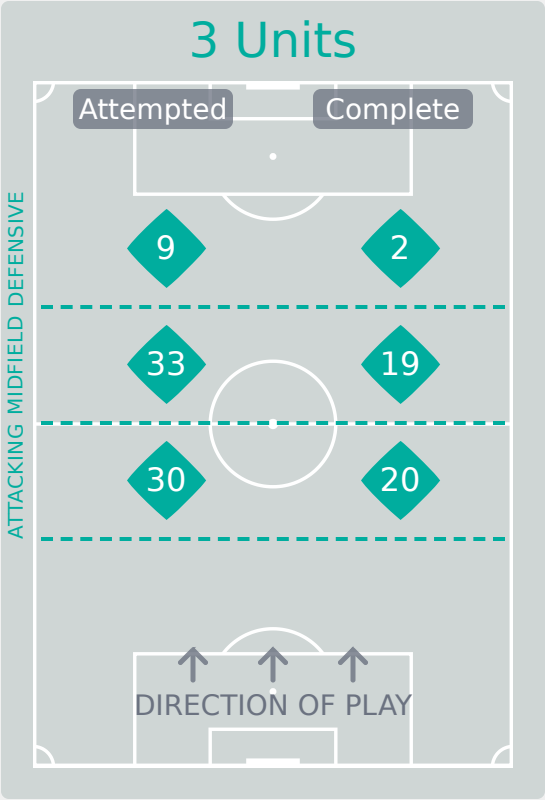 3 Units
Attempted Complete
9 2
33 19
30 20
ATTACKING MIDFIELD DEFENSIVE
DIRECTION OF PLAY